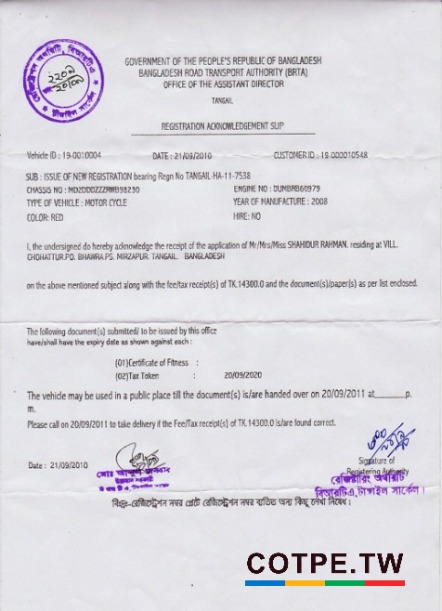 GOVERNMENT OF THE PEOPLE'S REPUBLIC OF BANGLADESH
BANGLADESH ROAD TRANSPORT AUTHORITY (BRTA)
OFFICE OF THE ASSISTANT DIRECTOR
TANGAIL
REGISTRATION ACKNOWLEDGEMENT SLIP
Vehicle ID : 19-0010004 DATE : 21/09/2010 CUSTOMER ID : 19-000010548
SUB : ISSUE OF NEW REGISTRATION bearing Regn No TANGAIL-HA-11-7538
CHASSIS NO : MD2DDDZZZRWB98230 ENGINE NO : DUMBRB60979
TYPE OF VEHICLE : MOTOR CYCLE YEAR OF MANUFACTURE : 2008
COLOR: RED HIRE: NO
I, the undersigned do hereby acknowledge the receipt of the application of Mr/Mrs/Miss SHAHIDUR RAHMAN. residing at VILL.
CHOHATTUR.PO. BHAWRA.PS. MIRZAPUR. TANGAIL. BANGLADESH
on the above mentioned subject along with the fee/tax receipt(s) of TK.14300.0 and the document(s)/paper(s) as per list enclosed.
The following document(s) submitted/ to be issued by this office
have/shall have the expiry date as shown against each :
(01)Certificate of Fitness :
(02)Tax Token : 20/09/2020
The vehicle may be used in a public place till the document(s) is/are handed over on 20/09/2011 at______p.
m.
Please call on 20/09/2011 to take delivery if the Fee/Tax receipt(s) of TK.14300.0 is/are found correct.
Signature of
Date : 21/09/2010 Registering Authority
রেজিষ্টারিং অথরিটি
বিআরটিএ, টাঙ্গাইল সার্কেল।
বিঃদ্রঃ-রেজিস্ট্রেশন নম্বর প্লেটে রেজিস্ট্রেশন নম্বর ব্যতিত অন্য কিছু লেখা নিষেধ।
COTPE.TW